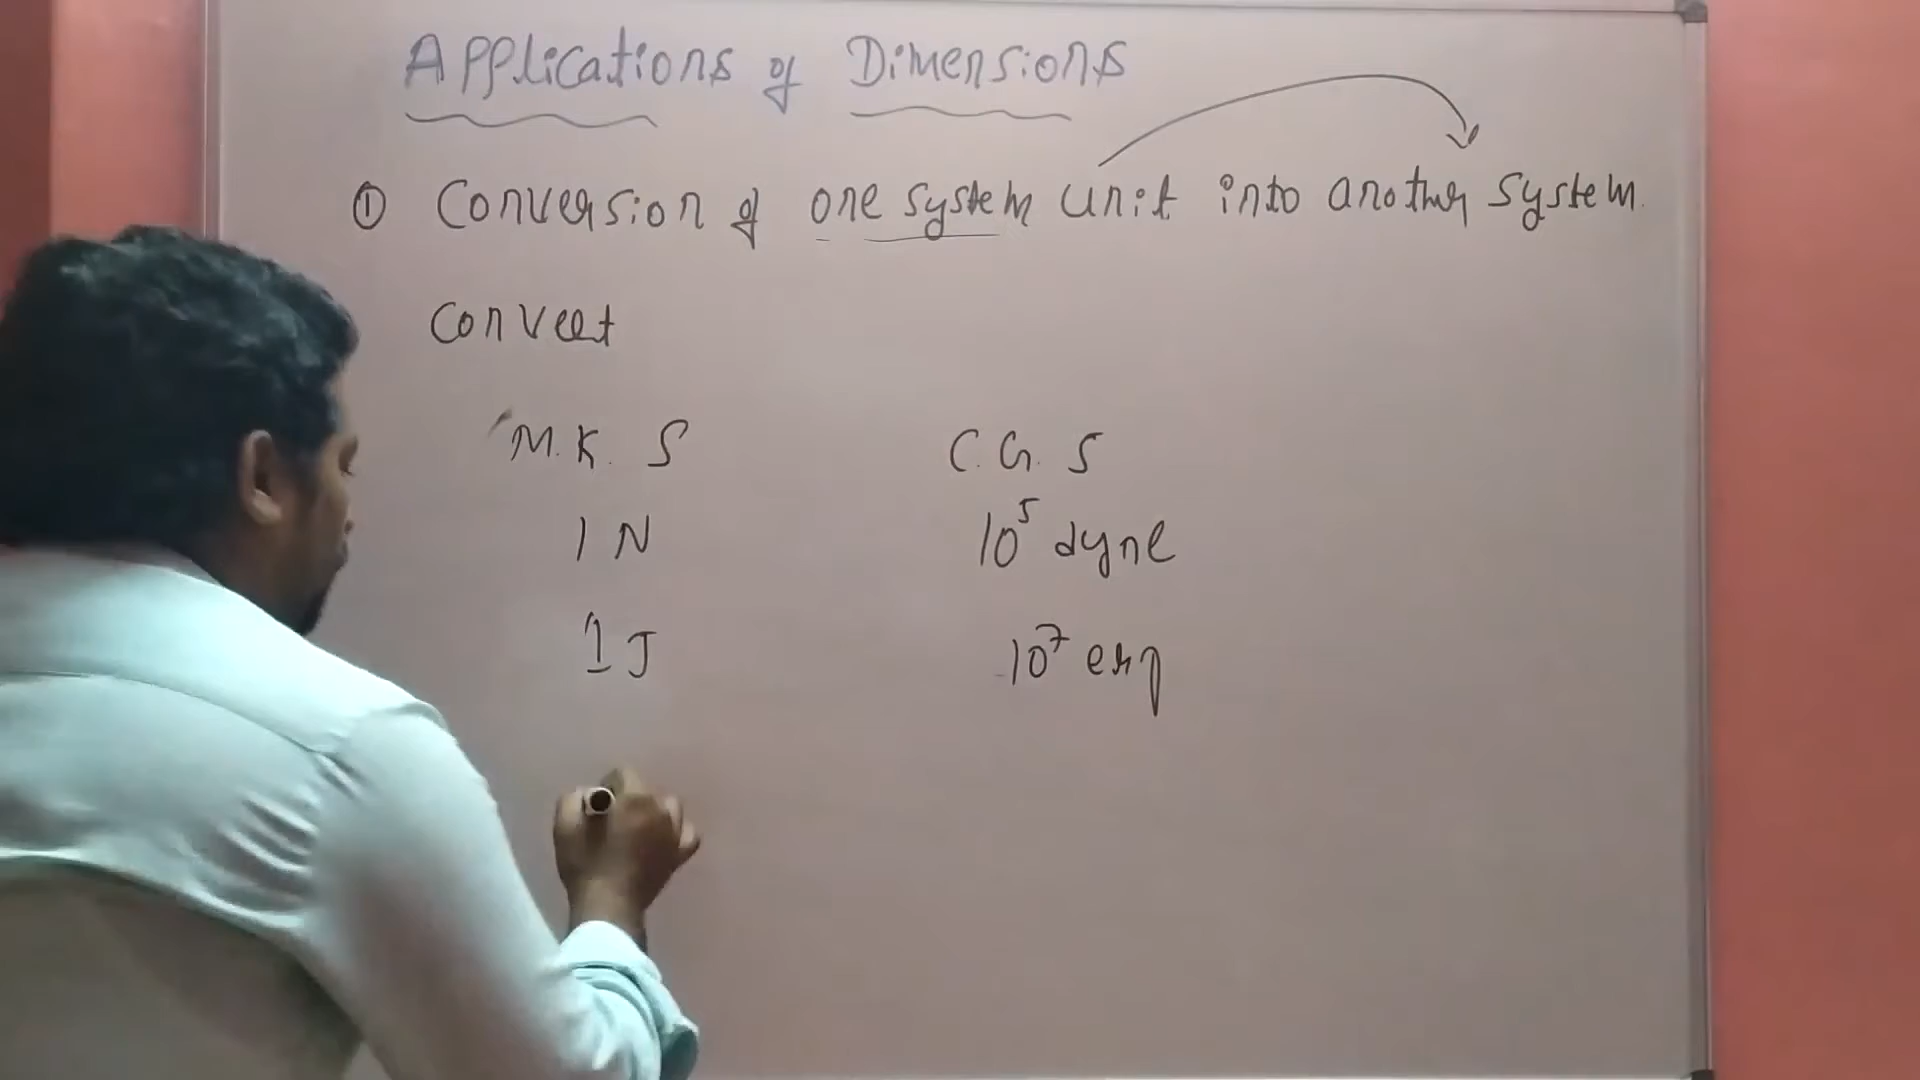 Applications of Dimensions
① Conversion of one system unit into another system.
Convert
M.K.S C.G.S
1 N 10⁵ dyne
1 J 10⁷ erg